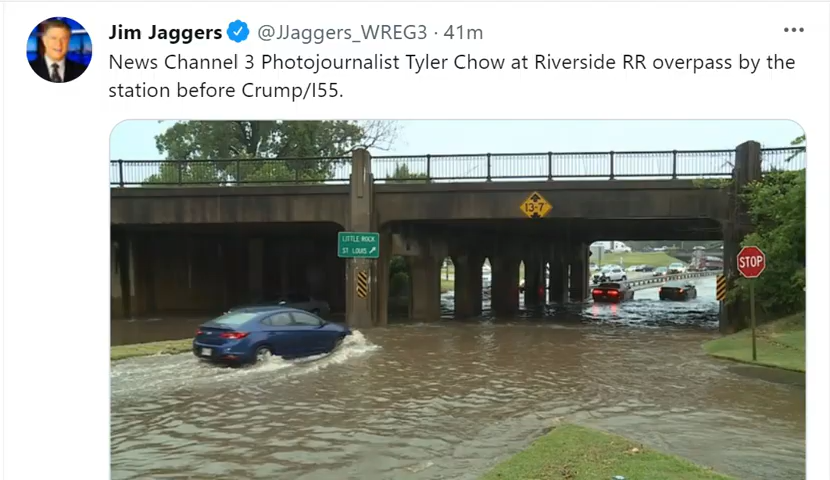 Jim Jaggers @JJaggers_WREG3 · 41m
News Channel 3 Photojournalist Tyler Chow at Riverside RR overpass by the
station before Crump/I55.
13-7
LITTLE ROCK
ST LOUIS
STOP